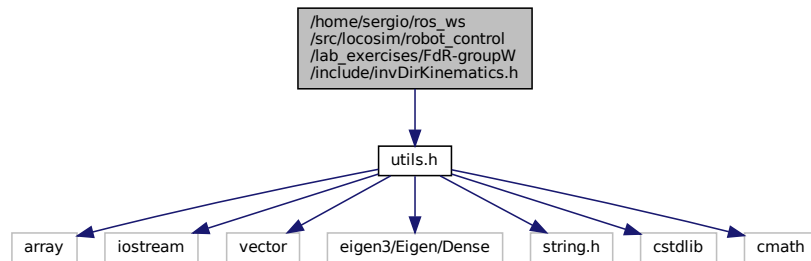 /home/sergio/ros_ws
/src/locosim/robot_control
/lab_exercises/FdR-groupW
/include/invDirKinematics.h
utils.h
array
iostream
vector
eigen3/Eigen/Dense
string.h
cstdlib
cmath